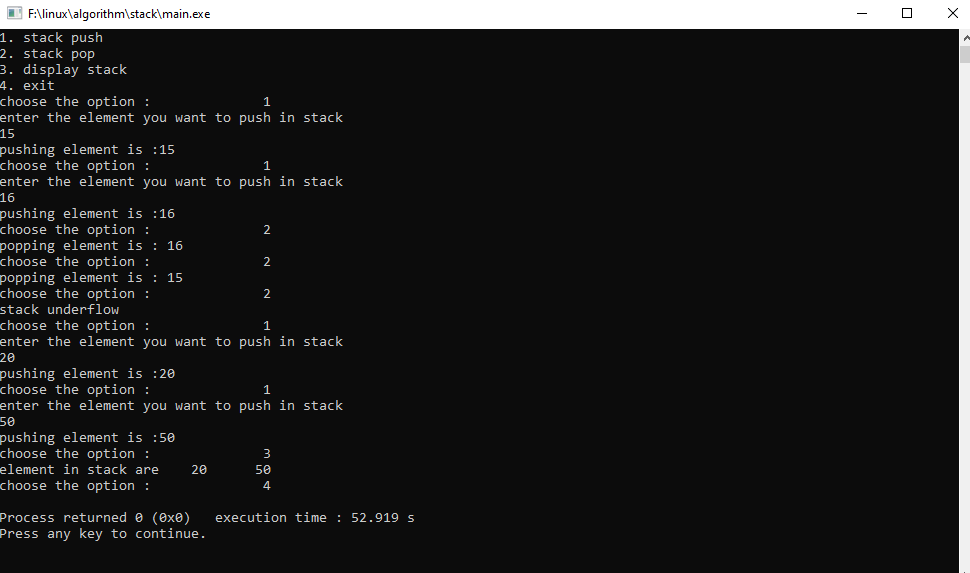 F:\linux\algorithm\stack\main.exe
1. stack push
2. stack pop
3. display stack
4. exit
choose the option :              1
enter the element you want to push in stack
15
pushing element is :15
choose the option :              1
enter the element you want to push in stack
16
pushing element is :16
choose the option :              2
popping element is : 16
choose the option :              2
popping element is : 15
choose the option :              2
stack underflow
choose the option :              1
enter the element you want to push in stack
20
pushing element is :20
choose the option :              1
enter the element you want to push in stack
50
pushing element is :50
choose the option :              3
element in stack are    20      50
choose the option :              4
Process returned 0 (0x0)   execution time : 52.919 s
Press any key to continue.